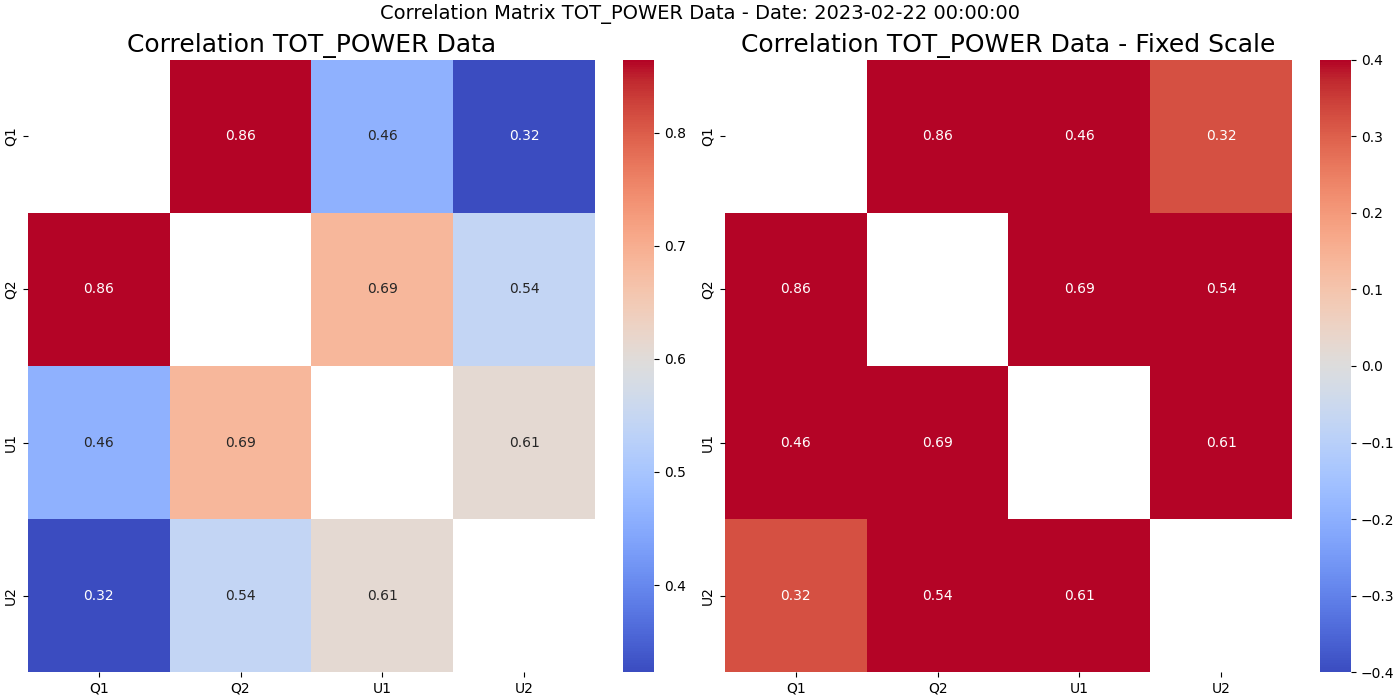 Correlation Matrix TOT_POWER Data - Date: 2023-02-22 00:00:00
Correlation TOT_POWER Data
Q1
0.86 0.46 0.32
Q2
0.86 0.69 0.54
U1
0.46 0.69 0.61
U2
0.32 0.54 0.61
Q1 Q2 U1 U2
0.8
0.7
0.6
0.5
0.4
Correlation TOT_POWER Data - Fixed Scale
Q1
0.86 0.46 0.32
Q2
0.86 0.69 0.54
U1
0.46 0.69 0.61
U2
0.32 0.54 0.61
Q1 Q2 U1 U2
0.4
0.3
0.2
0.1
0.0
−0.1
−0.2
−0.3
−0.4